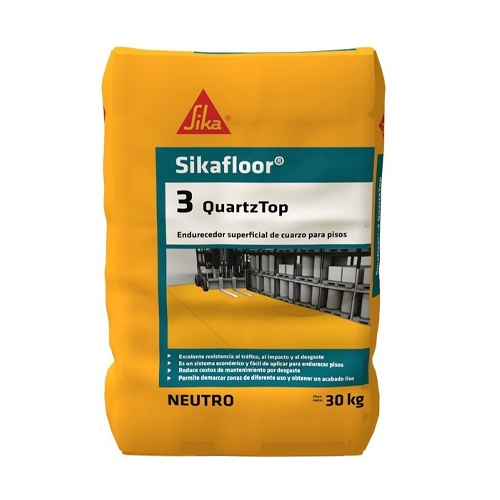 Sika®
Sikafloor®
3 QuartzTop
Endurecedor superficial de cuarzo para pisos
Excelente resistencia al tráfico, al impacto y al desgaste
Es un sistema económico y fácil de aplicar para endurecer pisos
Reduce costos de mantenimiento por desgaste
Permite demarcar zonas de diferente uso y obtener un acabado liso
NEUTRO
Peso Neto: 30 kg